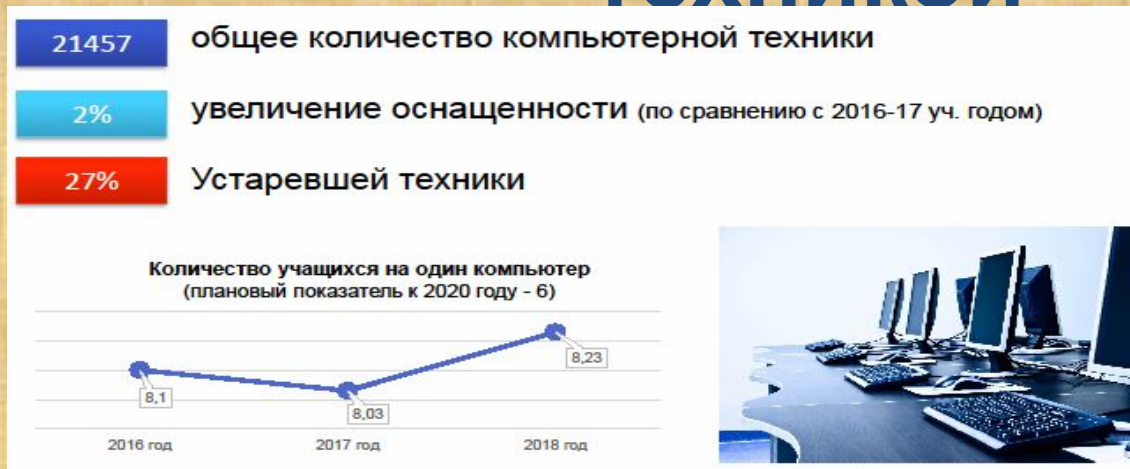 21457 общее количество компьютерной техники
2% увеличение оснащенности (по сравнению с 2016-17 уч. годом)
27% Устаревшей техники
Количество учащихся на один компьютер
(плановый показатель к 2020 году - 6)
8,1
8,03
8,23
2016 год
2017 год
2018 год